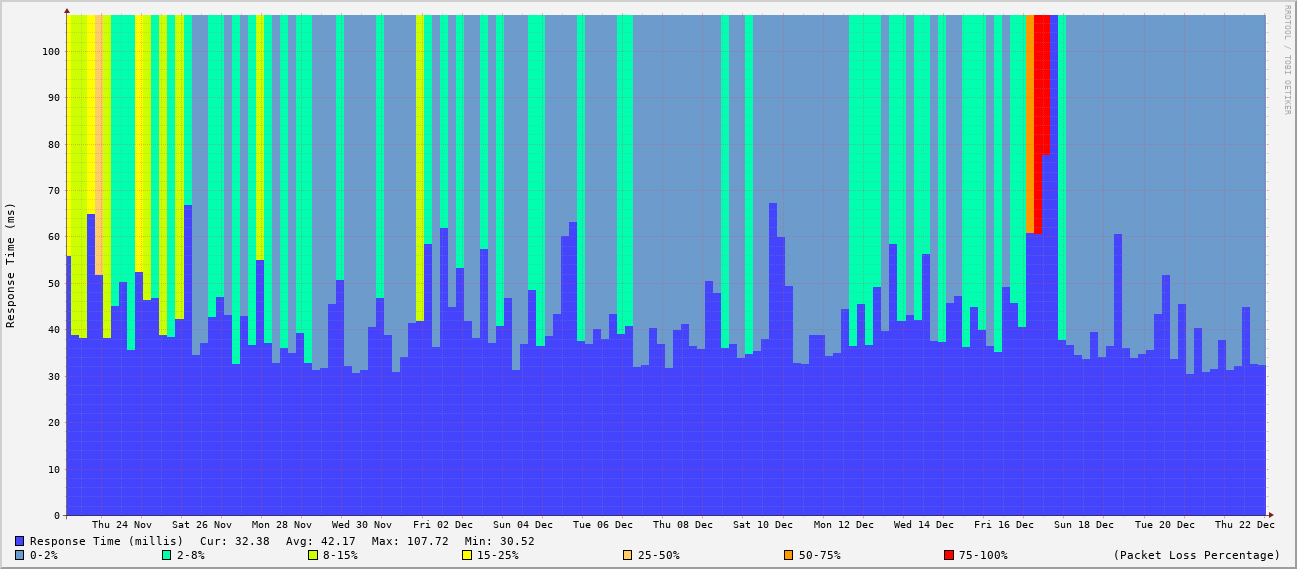 RRDTOOL / TOBI OETIKER
Response Time (ms)
100
90
80
70
60
50
40
30
20
10
0
Thu 24 Nov Sat 26 Nov Mon 28 Nov Wed 30 Nov Fri 02 Dec Sun 04 Dec Tue 06 Dec Thu 08 Dec Sat 10 Dec Mon 12 Dec Wed 14 Dec Fri 16 Dec Sun 18 Dec Tue 20 Dec Thu 22 Dec
Response Time (millis) Cur: 32.38 Avg: 42.17 Max: 107.72 Min: 30.52
0-2% 2-8% 8-15% 15-25% 25-50% 50-75% 75-100% (Packet Loss Percentage)